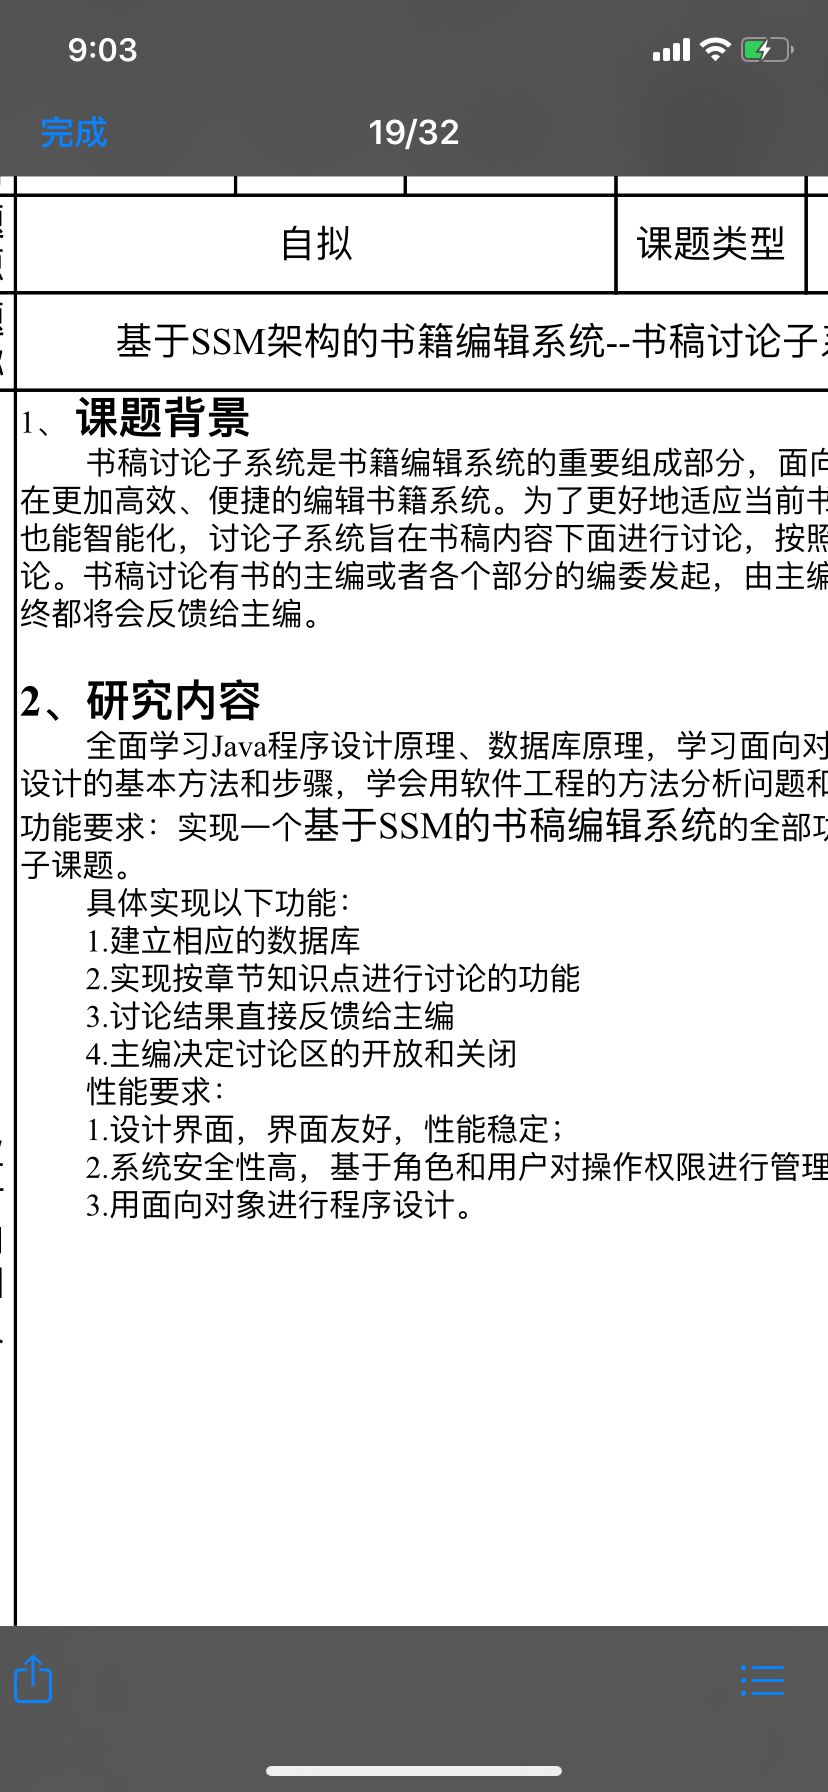 9:03
完成
19/32
自拟
课题类型
基于SSM架构的书籍编辑系统--书稿讨论子
1、课题背景
书稿讨论子系统是书籍编辑系统的重要组成部分，面向
在更加高效、便捷的编辑书籍系统。为了更好地适应当前书
也能智能化，讨论子系统旨在书稿内容下面进行讨论，按照
论。书稿讨论有书的主编或者各个部分的编委发起，由主编
终都将会反馈给主编。
2、研究内容
全面学习Java程序设计原理、数据库原理，学习面向对
设计的基本方法和步骤，学会用软件工程的方法分析问题和
功能要求：实现一个基于SSM的书稿编辑系统的全部功
子课题。
具体实现以下功能：
1.建立相应的数据库
2.实现按章节知识点进行讨论的功能
3.讨论结果直接反馈给主编
4.主编决定讨论区的开放和关闭
性能要求：
1.设计界面，界面友好，性能稳定；
2.系统安全性高，基于角色和用户对操作权限进行管理
3.用面向对象进行程序设计。